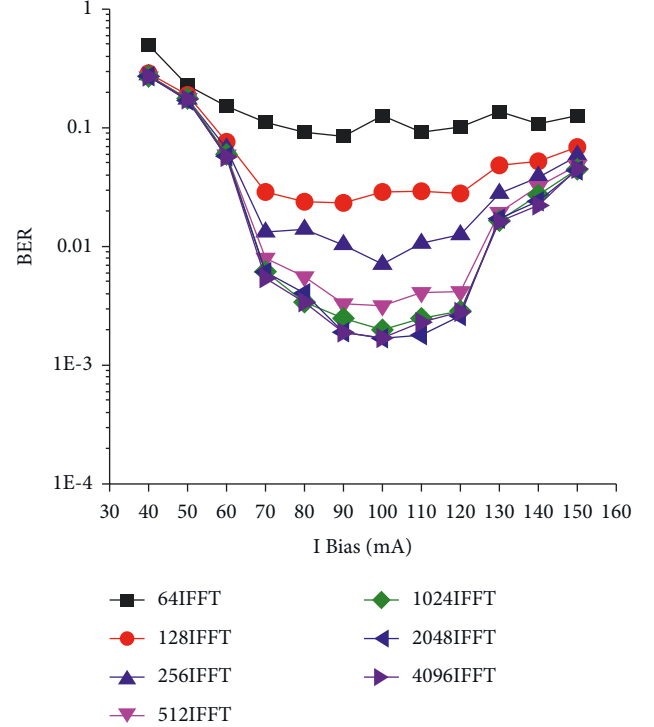 1
0.1
0.01
1E-3
1E-4
BER
30 40 50 60 70 80 90 100 110 120 130 140 150 160
I Bias (mA)
64IFFT
128IFFT
256IFFT
512IFFT
1024IFFT
2048IFFT
4096IFFT